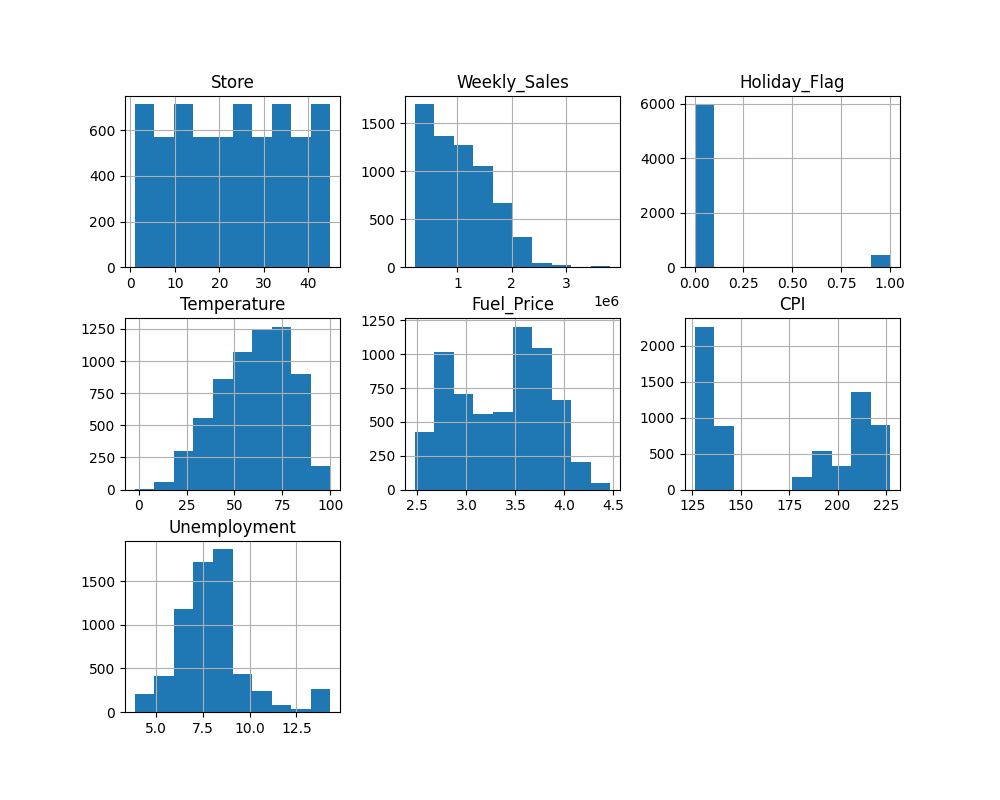 Store
600
400
200
0
0 10 20 30 40
Weekly_Sales
1500
1000
500
0
1 2 3
1e6
Holiday_Flag
6000
4000
2000
0
0.00 0.25 0.50 0.75 1.00
Temperature
1250
1000
750
500
250
0
0 25 50 75 100
Fuel_Price
1250
1000
750
500
250
0
2.5 3.0 3.5 4.0 4.5
CPI
2000
1500
1000
500
0
125 150 175 200 225
Unemployment
1500
1000
500
0
5.0 7.5 10.0 12.5